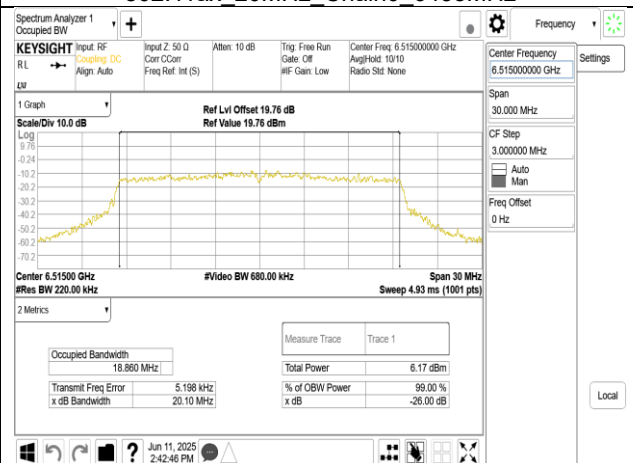 Spectrum Analyzer 1
Occupied BW
Frequency
KEYSIGHT
RL
LXI
Input: RF
Coupling: DC
Align: Auto
Input Z: 50 Ω
Corr CCorr
Freq Ref: Int (S)
Atten: 10 dB
Trig: Free Run
Gate: Off
#IF Gain: Low
Center Freq: 6.515000000 GHz
Avg|Hold: 10/10
Radio Std: None
Center Frequency
6.515000000 GHz
Settings
Span
30.000 MHz
CF Step
3.000000 MHz
Auto
Man
Freq Offset
0 Hz
Local
1 Graph
Scale/Div 10.0 dB
Ref Lvl Offset 19.76 dB
Ref Value 19.76 dBm
Log
9.76
-0.24
-10.2
-20.2
-30.2
-40.2
-50.2
-60.2
-70.2
Center 6.51500 GHz
#Video BW 680.00 kHz
Span 30 MHz
#Res BW 220.00 kHz
Sweep 4.93 ms (1001 pts)
2 Metrics
Measure Trace
Trace 1
Occupied Bandwidth
18.860 MHz
Total Power
6.17 dBm
Transmit Freq Error
5.198 kHz
% of OBW Power
99.00 %
x dB Bandwidth
20.10 MHz
x dB
-26.00 dB
Jun 11, 2025
2:42:46 PM